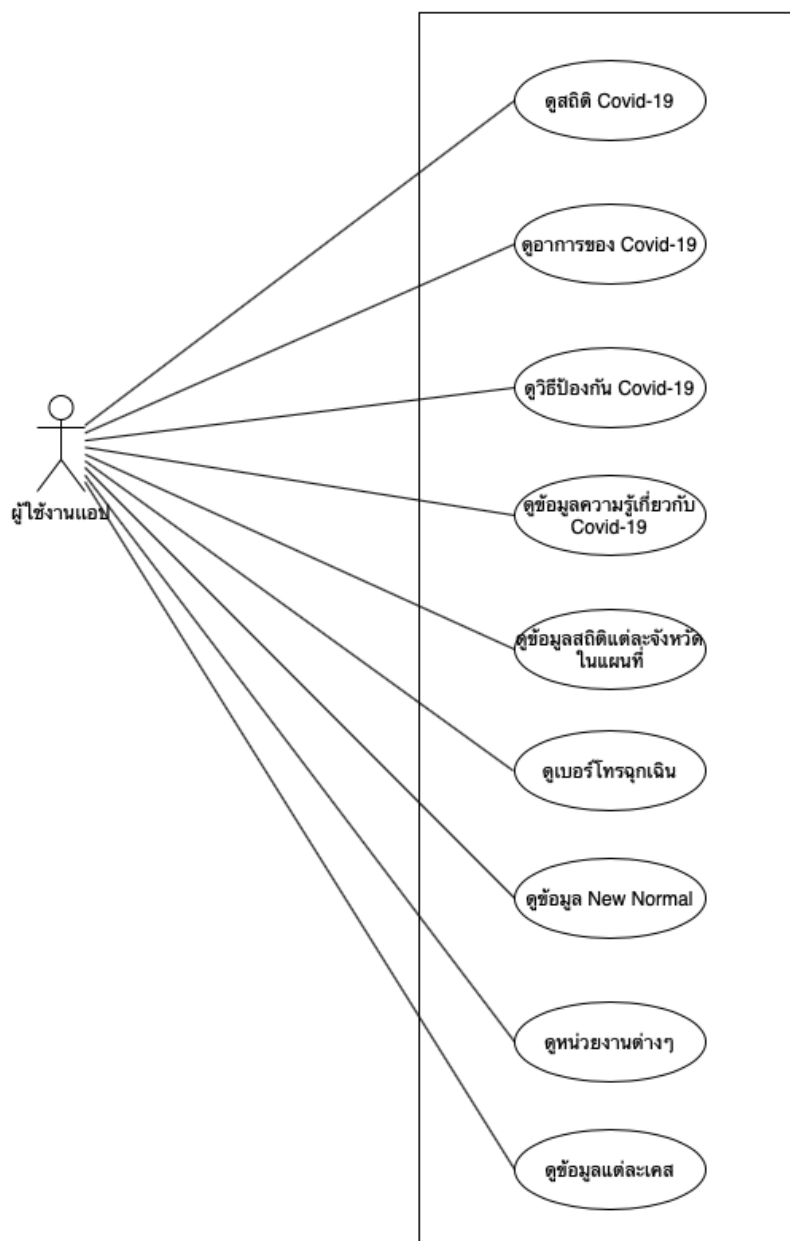 ดูสถิติ Covid-19
ดูอาการของ Covid-19
ดูวิธีป้องกัน Covid-19
ผู้ใช้งานแอป
ดูข้อมูลความรู้เกี่ยวกับ
Covid-19
ดูข้อมูลสถิติแต่ละจังหวัด
ในแผนที่
ดูเบอร์โทรฉุกเฉิน
ดูข้อมูล New Normal
ดูหน่วยงานต่างๆ
ดูข้อมูลแต่ละเคส